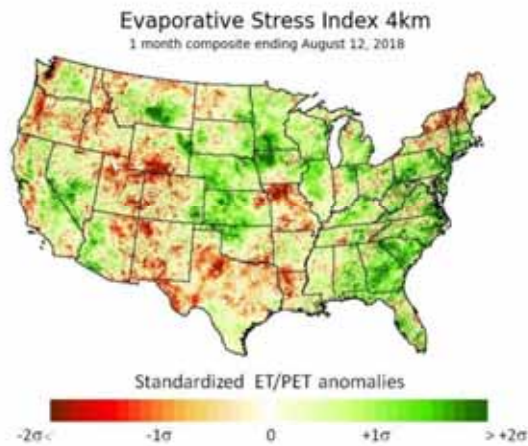 Evaporative Stress Index 4km
1 month composite ending August 12, 2018
Standardized ET/PET anomalies
-2σ< -1σ 0 +1σ >+2σ